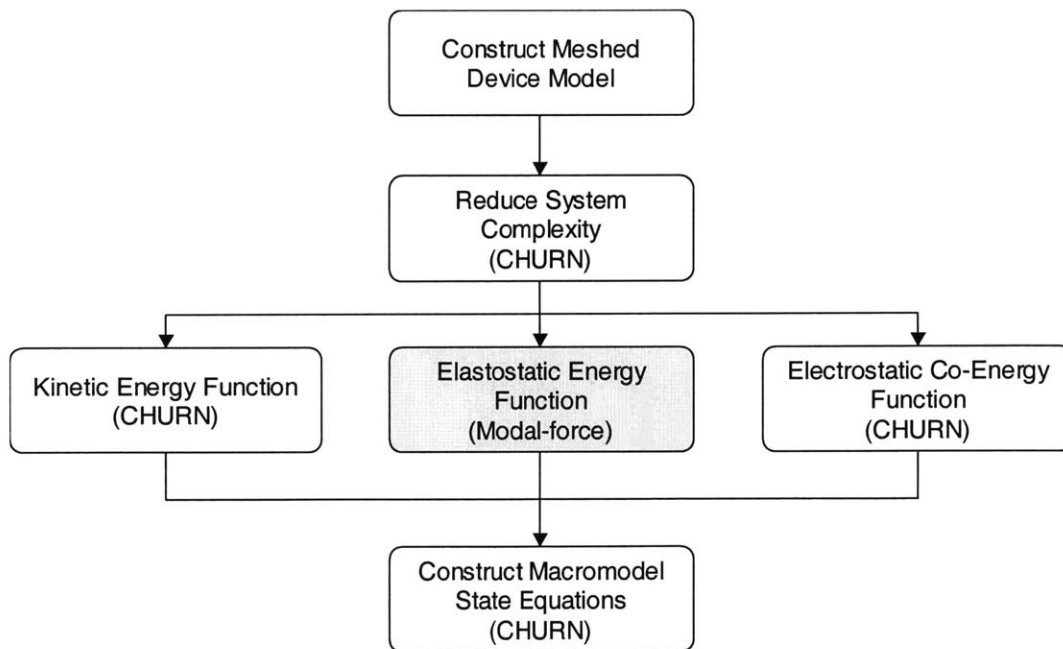 Construct Meshed
Device Model
Reduce System
Complexity
(CHURN)
Kinetic Energy Function
(CHURN)
Elastostatic Energy
Function
(Modal-force)
Electrostatic Co-Energy
Function
(CHURN)
Construct Macromodel
State Equations
(CHURN)